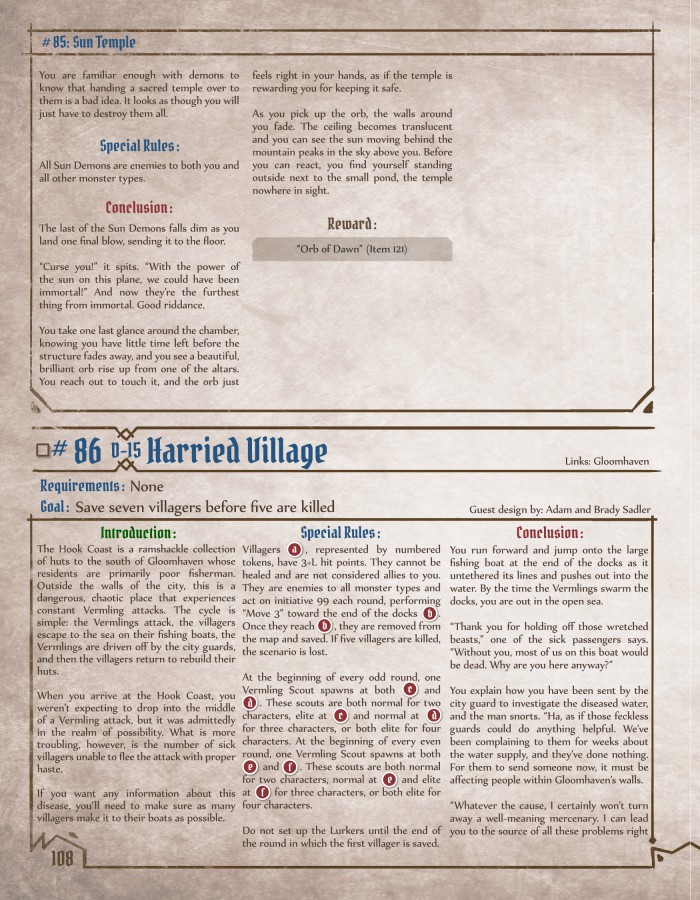 # 85: Sun Temple
You are familiar enough with demons to
know that handing a sacred temple over to
them is a bad idea. It looks as though you will
just have to destroy them all.
Special Rules:
All Sun Demons are enemies to both you and
all other monster types.
Conclusion:
The last of the Sun Demons falls dim as you
land one final blow, sending it to the floor.
"Curse you!" it spits. "With the power of
the sun on this plane, we could have been
immortal!" And now they're the furthest
thing from immortal. Good riddance.
You take one last glance around the chamber,
knowing you have little time left before the
structure fades away, and you see a beautiful,
brilliant orb rise up from one of the altars.
You reach out to touch it, and the orb just
feels right in your hands, as if the temple is
rewarding you for keeping it safe.
As you pick up the orb, the walls around
you fade. The ceiling becomes translucent
and you can see the sun moving behind the
mountain peaks in the sky above you. Before
you can react, you find yourself standing
outside next to the small pond, the temple
nowhere in sight.
Reward:
"Orb of Dawn" (Item 121)
# 86 D-15 Harried Village
Links: Gloomhaven
Requirements: None
Goal: Save seven villagers before five are killed
Guest design by: Adam and Brady Sadler
Introduction:
The Hook Coast is a ramshackle collection
of huts to the south of Gloomhaven whose
residents are primarily poor fisherman.
Outside the walls of the city, this is a
dangerous, chaotic place that experiences
constant Vermling attacks. The cycle is
simple: the Vermlings attack, the villagers
escape to the sea on their fishing boats, the
Vermlings are driven off by the city guards,
and then the villagers return to rebuild their
huts.
When you arrive at the Hook Coast, you
weren't expecting to drop into the middle
of a Vermling attack, but it was admittedly
in the realm of possibility. What is more
troubling, however, is the number of sick
villagers unable to flee the attack with proper
haste.
If you want any information about this
disease, you'll need to make sure as many
villagers make it to their boats as possible.
Special Rules:
Villagers a, represented by numbered
tokens, have 3+L hit points. They cannot be
healed and are not considered allies to you.
They are enemies to all monster types and
act on initiative 99 each round, performing
"Move 3" toward the end of the docks b.
Once they reach b, they are removed from
the map and saved. If five villagers are killed,
the scenario is lost.
At the beginning of every odd round, one
Vermling Scout spawns at both c and
d. These scouts are both normal for two
characters, elite at c and normal at d
for three characters, or both elite for four
characters. At the beginning of every even
round, one Vermling Scout spawns at both
e and f. These scouts are both normal
for two characters, normal at e and elite
at f for three characters, or both elite for
four characters.
Do not set up the Lurkers until the end of
the round in which the first villager is saved.
Conclusion:
You run forward and jump onto the large
fishing boat at the end of the docks as it
untethered its lines and pushes out into the
water. By the time the Vermlings swarm the
docks, you are out in the open sea.
"Thank you for holding off those wretched
beasts," one of the sick passengers says.
"Without you, most of us on this boat would
be dead. Why are you here anyway?"
You explain how you have been sent by the
city guard to investigate the diseased water,
and the man snorts. "Ha, as if those feckless
guards could do anything helpful. We've
been complaining to them for weeks about
the water supply, and they've done nothing.
For them to send someone now, it must be
affecting people within Gloomhaven's walls.
"Whatever the cause, I certainly won't turn
away a well-meaning mercenary. I can lead
you to the source of all these problems right
108